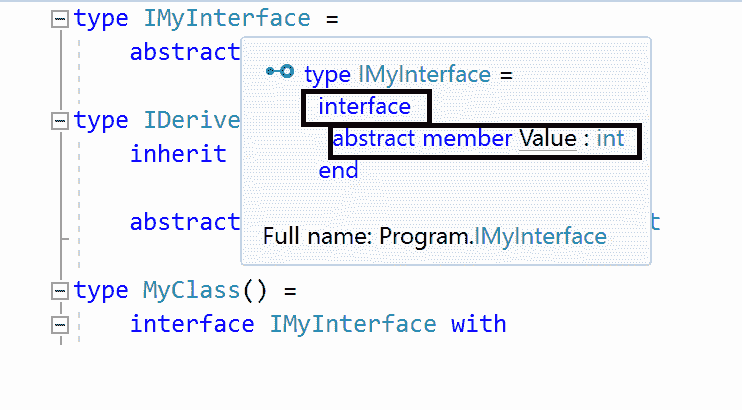 type IMyInterface =
abstract
type IMyInterface =
interface
abstract member Value : int
end
Full name: Program.IMyInterface
type IDerive
inherit
abstract
t
type MyClass() =
interface IMyInterface with